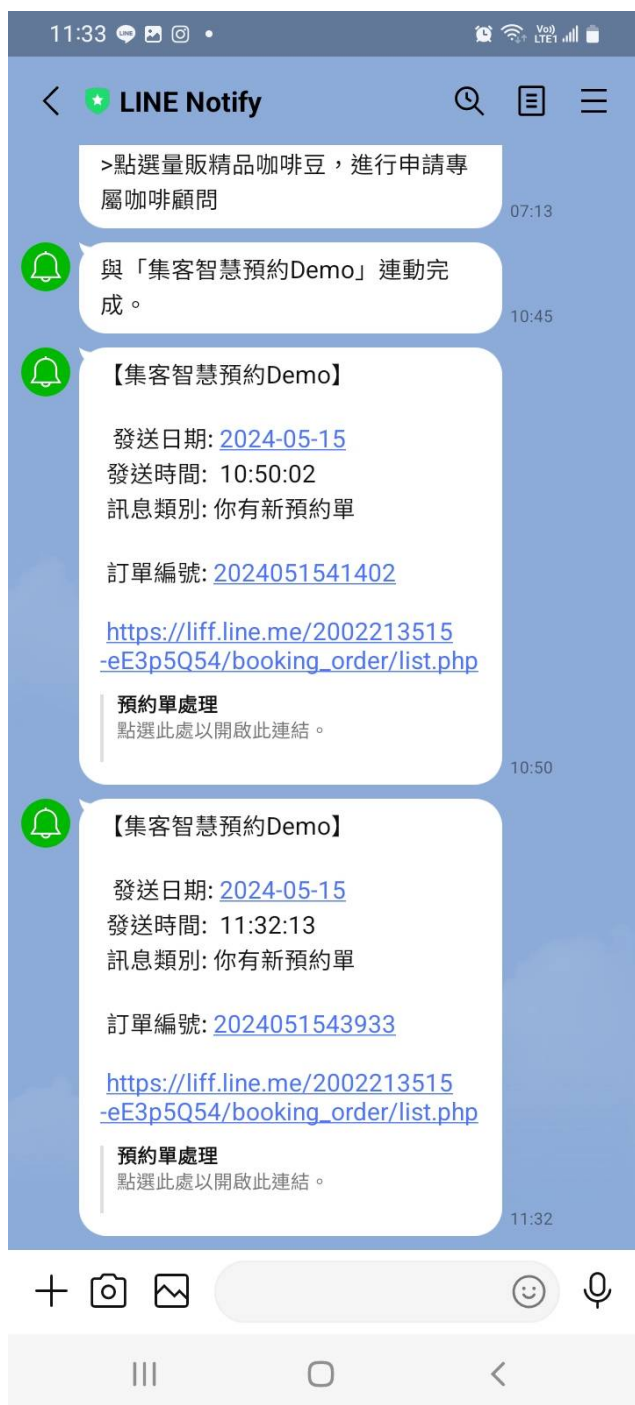 11:33
Vo))
LTE1
LINE Notify
>點選量販精品咖啡豆，進行申請專
屬咖啡顧問
07:13
與「集客智慧預約Demo」連動完
成。
10:45
【集客智慧預約Demo】
發送日期: 2024-05-15
發送時間: 10:50:02
訊息類別: 你有新預約單
訂單編號: 2024051541402
https://liff.line.me/2002213515
-eE3p5Q54/booking_order/list.php
預約單處理
點選此處以開啟此連結。
10:50
【集客智慧預約Demo】
發送日期: 2024-05-15
發送時間: 11:32:13
訊息類別: 你有新預約單
訂單編號: 2024051543933
https://liff.line.me/2002213515
-eE3p5Q54/booking_order/list.php
預約單處理
點選此處以開啟此連結。
11:32